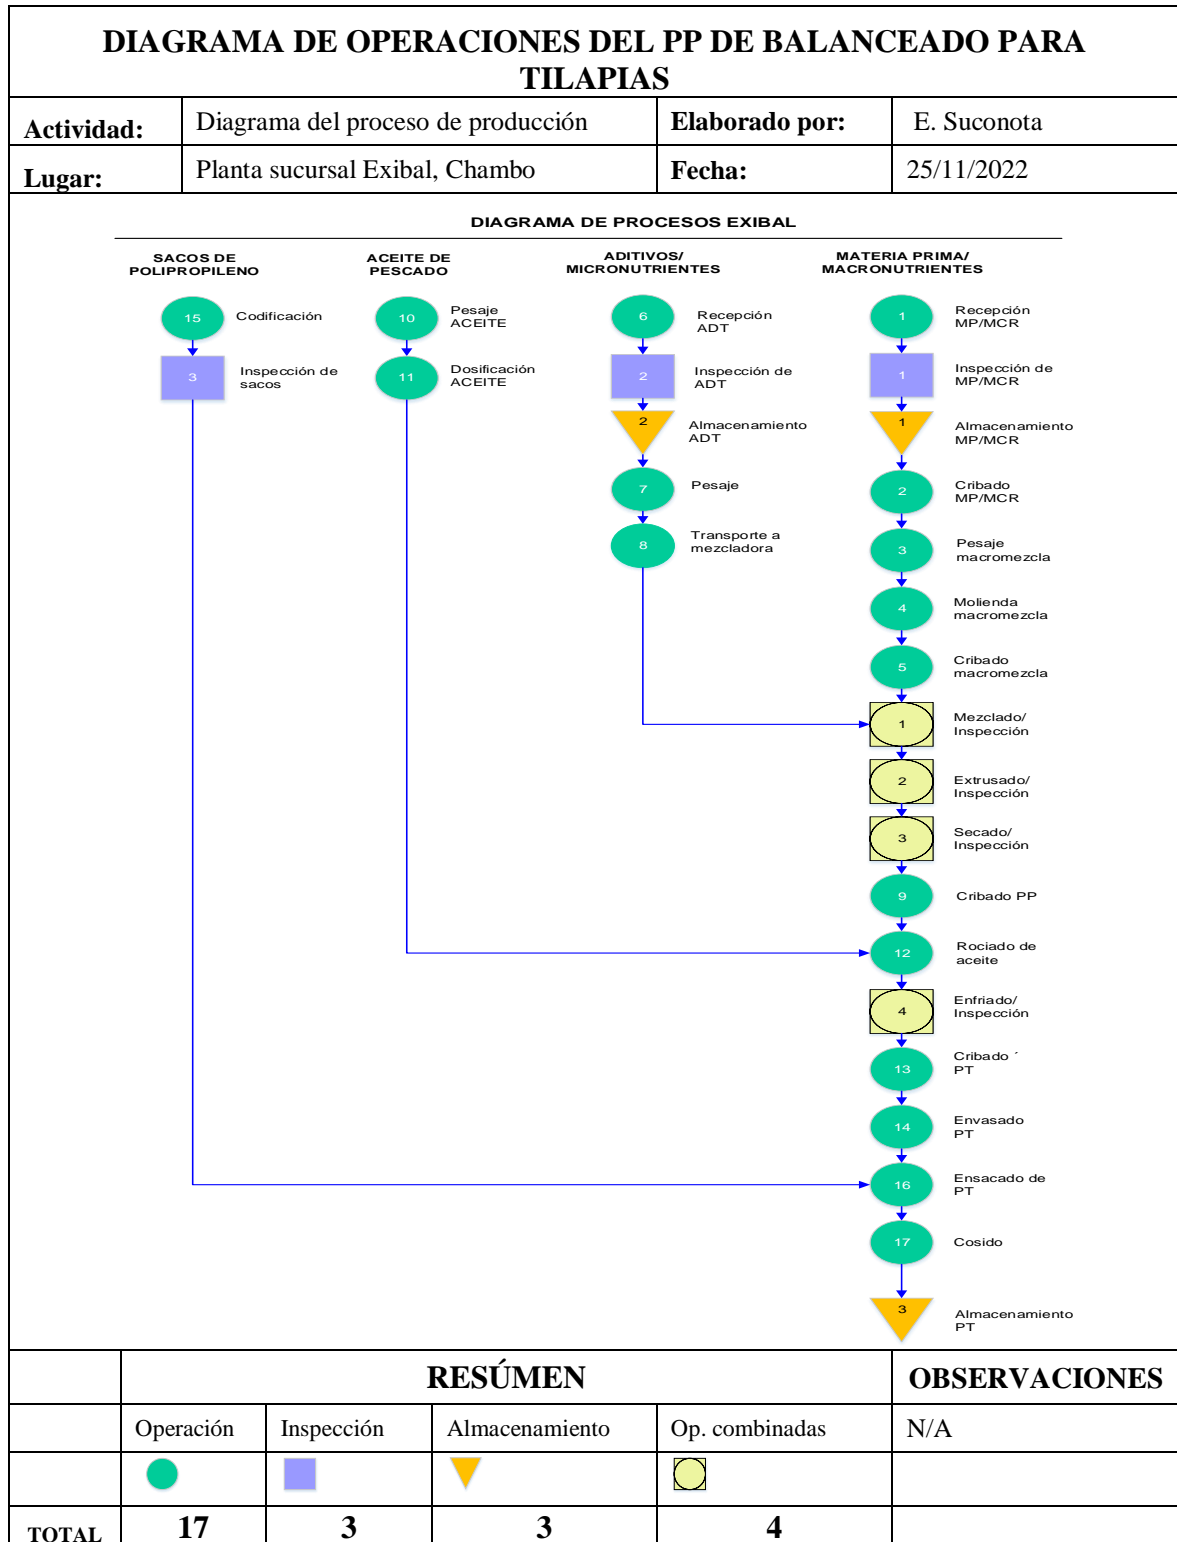 DIAGRAMA DE OPERACIONES DEL PP DE BALANCEADO PARA
TILAPIAS
Actividad: Diagrama del proceso de producción Elaborado por: E. Suconota
Lugar: Planta sucursal Exibal, Chambo Fecha: 25/11/2022
DIAGRAMA DE PROCESOS EXIBAL
SACOS DE
POLIPROPILENO
15 Codificación
3 Inspección de
sacos
ACEITE DE
PESCADO
10 Pesaje
ACEITE
11 Dosificación
ACEITE
ADITIVOS/
MICRONUTRIENTES
6 Recepción
ADT
2 Inspección de
ADT
2 Almacenamiento
ADT
7 Pesaje
8 Transporte a
mezcladora
MATERIA PRIMA/
MACRONUTRIENTES
1 Recepción
MP/MCR
1 Inspección de
MP/MCR
1 Almacenamiento
MP/MCR
2 Cribado
MP/MCR
3 Pesaje
macromezcla
4 Molienda
macromezcla
5 Cribado
macromezcla
1 Mezclado/
Inspección
2 Extrusado/
Inspección
3 Secado/
Inspección
9 Cribado PP
12 Rociado de
aceite
4 Enfriado/
Inspección
13 Cribado ´
PT
14 Envasado
PT
16 Ensacado de
PT
17 Cosido
3 Almacenamiento
PT
RESÚMEN OBSERVACIONES
Operación Inspección Almacenamiento Op. combinadas N/A
TOTAL 17 3 3 4